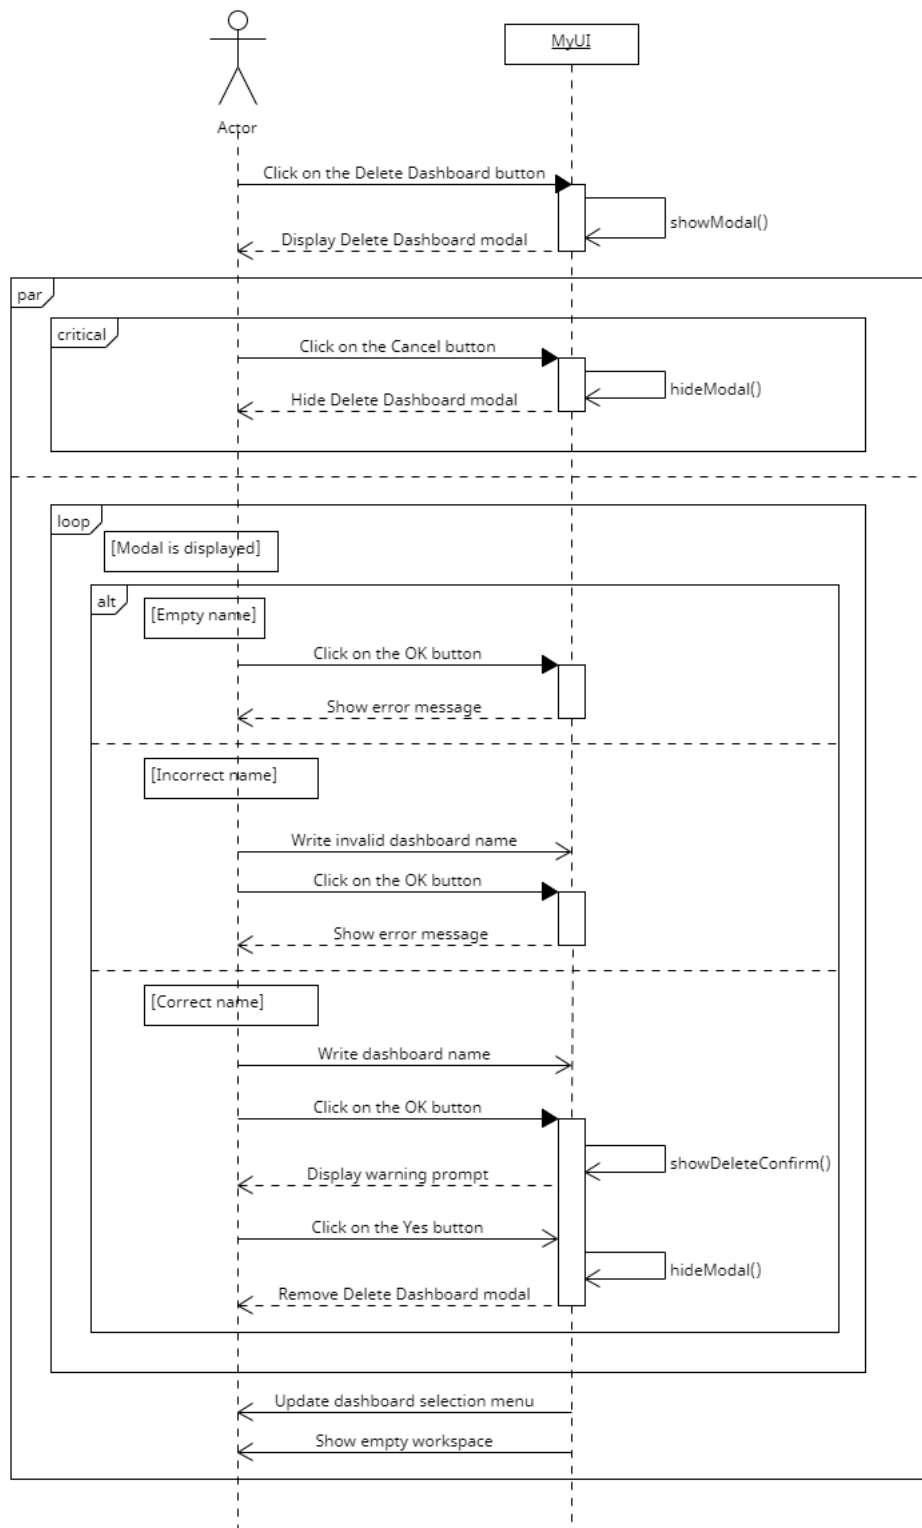 MyUI
Actor
Click on the Delete Dashboard button
showModal()
Display Delete Dashboard modal
par
critical
Click on the Cancel button
hideModal()
Hide Delete Dashboard modal
loop
[Modal is displayed]
alt
[Empty name]
Click on the OK button
Show error message
[Incorrect name]
Write invalid dashboard name
Click on the OK button
Show error message
[Correct name]
Write dashboard name
Click on the OK button
showDeleteConfirm()
Display warning prompt
Click on the Yes button
hideModal()
Remove Delete Dashboard modal
Update dashboard selection menu
Show empty workspace